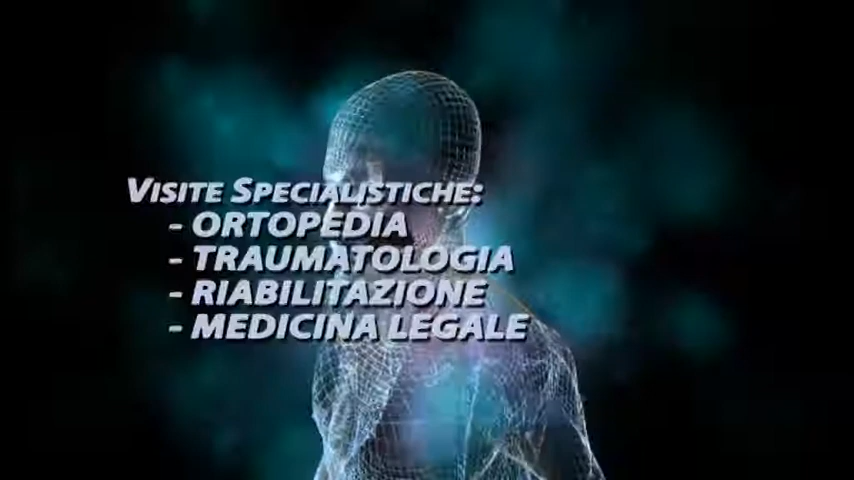 VISITE SPECIALISTICHE:
- ORTOPEDIA
- TRAUMATOLOGIA
- RIABILITAZIONE
- MEDICINA LEGALE